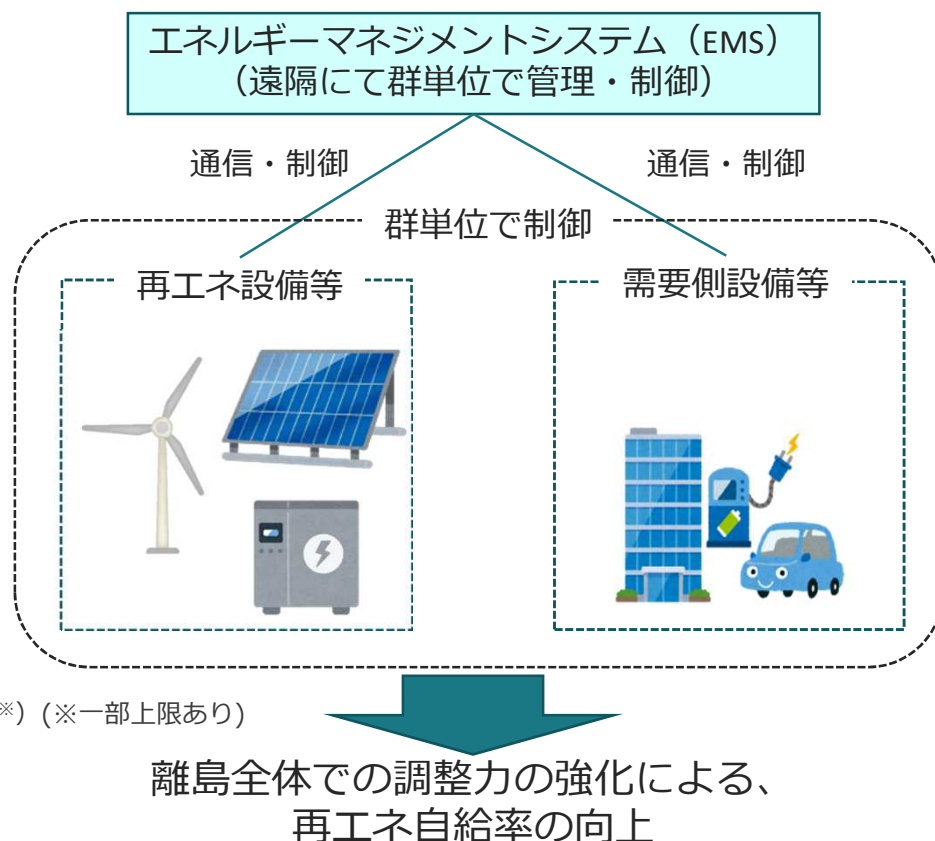 エネルギーマネジメントシステム（EMS）
（遠隔にて群単位で管理・制御）
通信・制御
通信・制御
群単位で制御
再エネ設備等
需要側設備等
※）(※一部上限あり)
離島全体での調整力の強化による、
再エネ自給率の向上